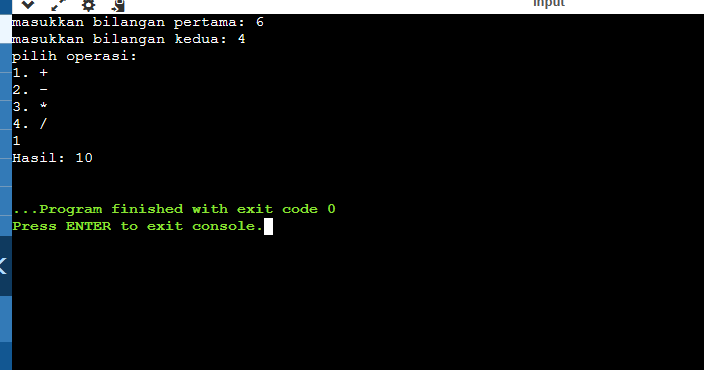 input
masukkan bilangan pertama: 6
masukkan bilangan kedua: 4
pilih operasi:
1. +
2. -
3. *
4. /
1
Hasil: 10
...Program finished with exit code 0
Press ENTER to exit console.